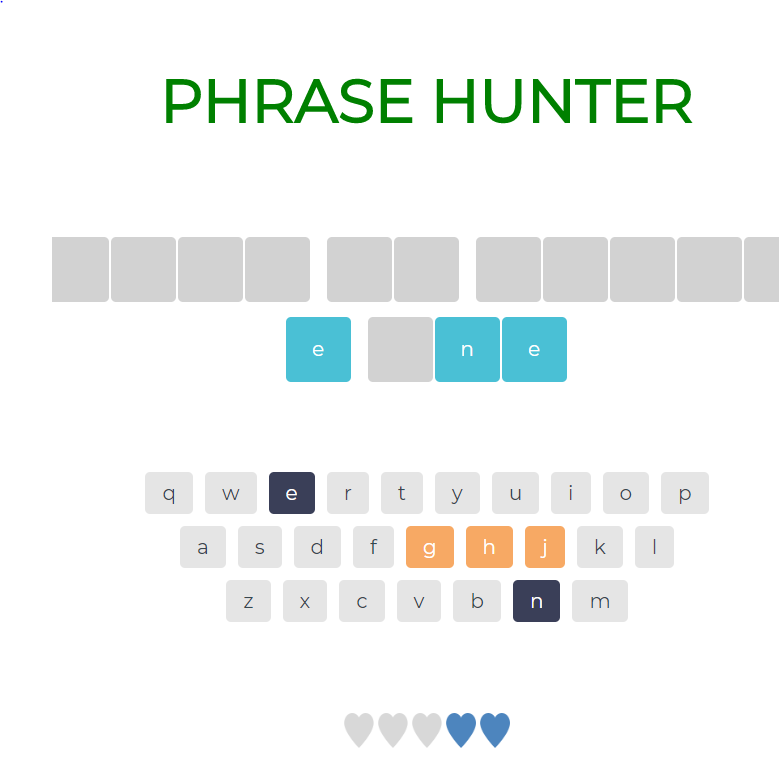 PHRASE HUNTER
e n e
q w e r t y u i o p
a s d f g h j k l
z x c v b n m